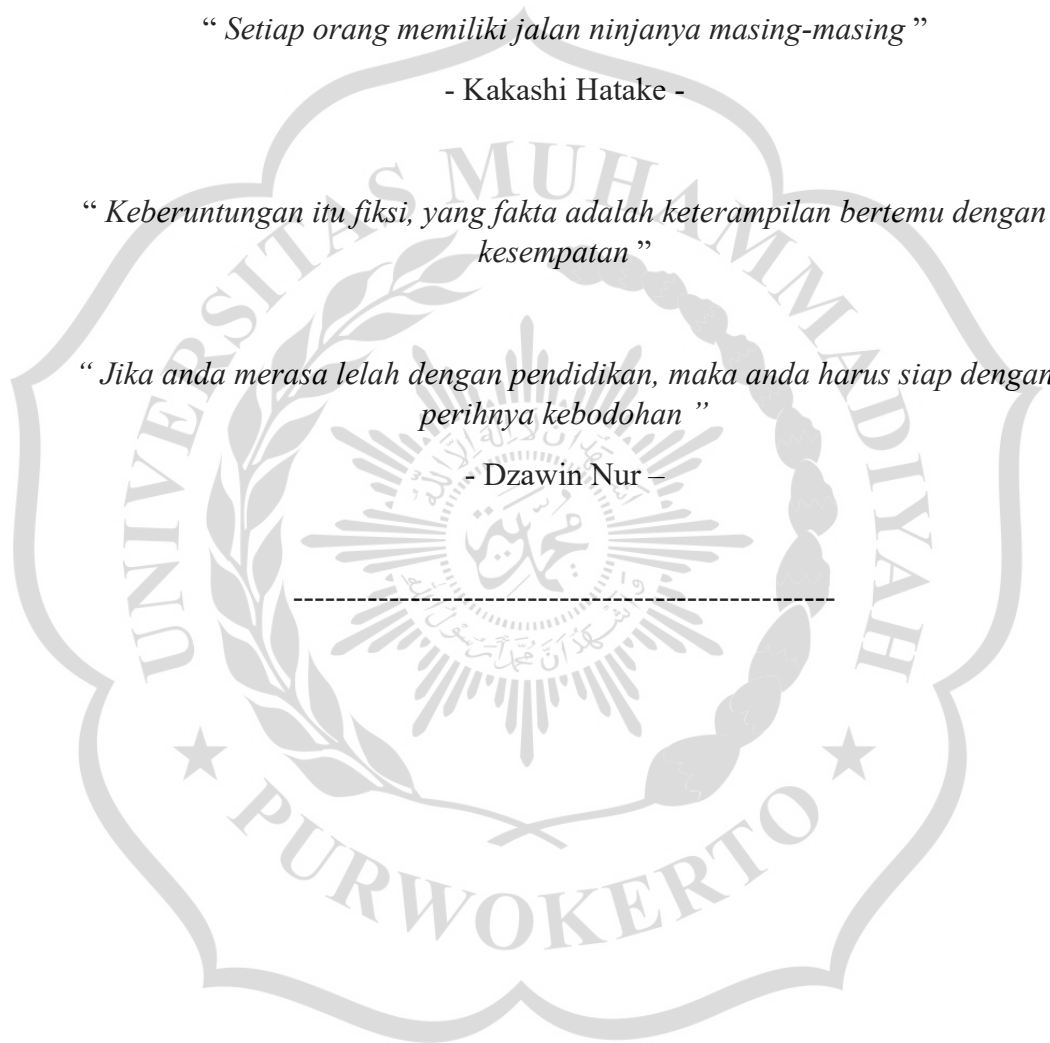 “ Setiap orang memiliki jalan ninjanya masing-masing ”
- Kakashi Hatake -
“ Keberuntungan itu fiksi, yang fakta adalah keterampilan bertemu dengan
kesempatan ”
“ Jika anda merasa lelah dengan pendidikan, maka anda harus siap dengan
perihnya kebodohan ”
- Dzawin Nur –
---------------------------------------------------
UNIVERSITAS MUHAMMADIYAH
PURWOKERTO